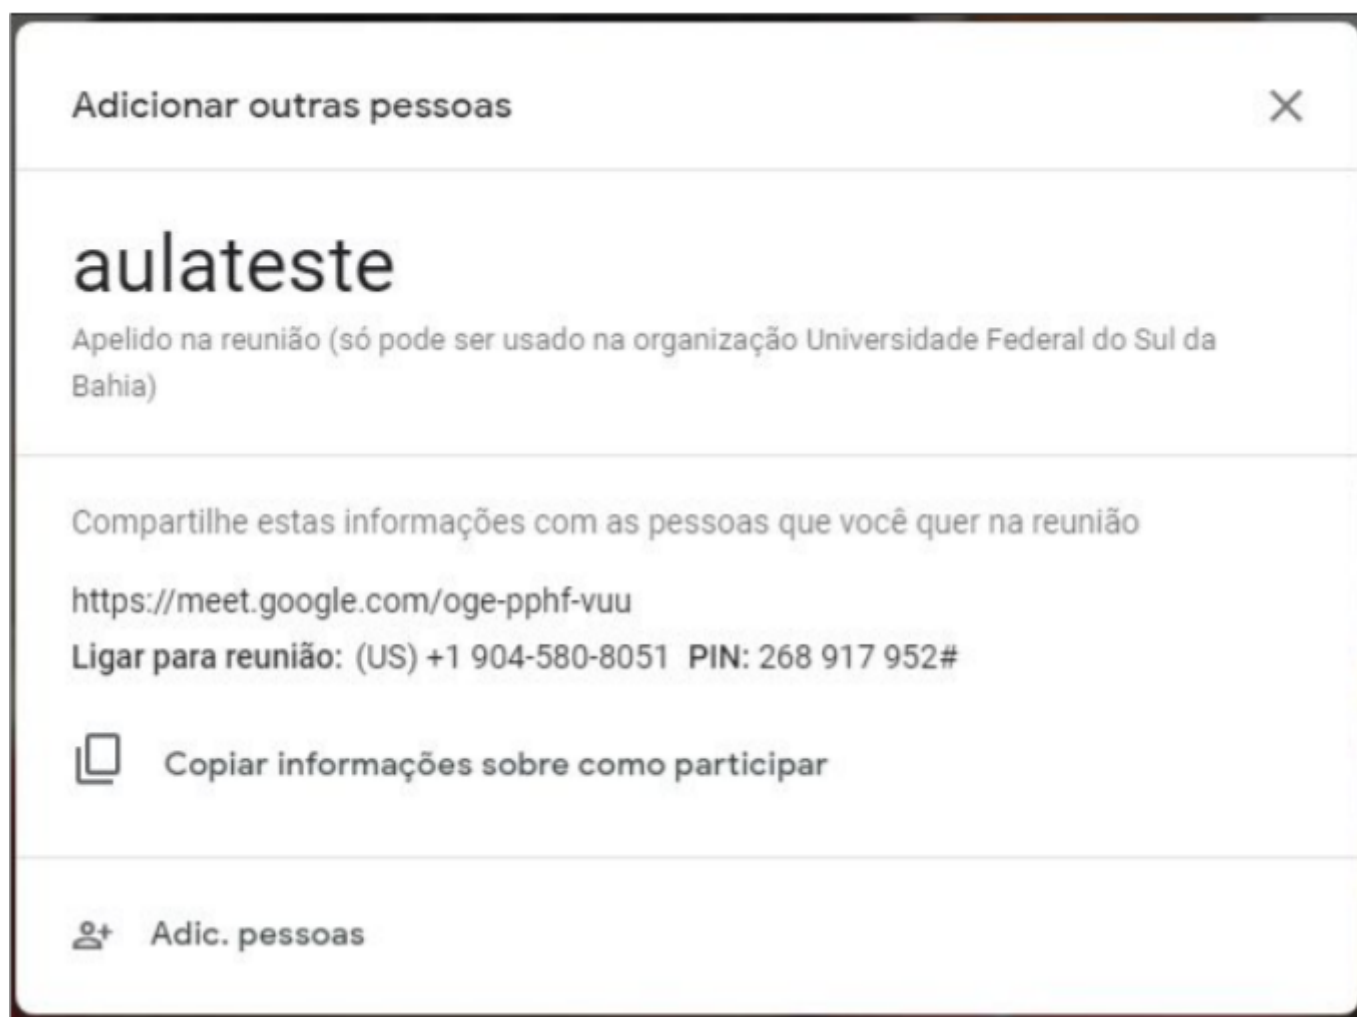 Adicionar outras pessoas
aulateste
Apelido na reunião (só pode ser usado na organização Universidade Federal do Sul da
Bahia)
Compartilhe estas informações com as pessoas que você quer na reunião
https://meet.google.com/oge-pphf-vuu
Ligar para reunião: (US) +1 904-580-8051 PIN: 268 917 952#
Copiar informações sobre como participar
Adic. pessoas